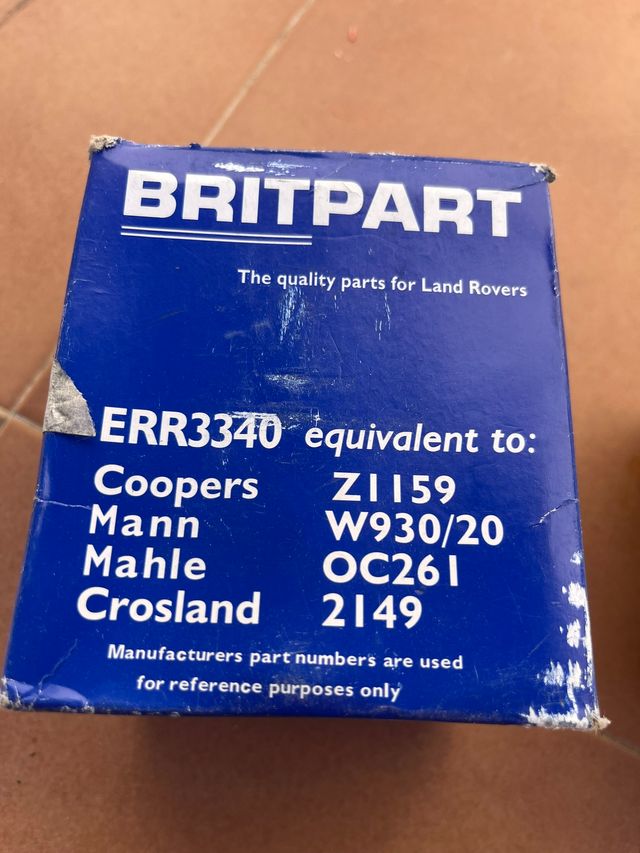 BRITPART
The quality parts for Land Rovers
ERR3340 equivalent to:
Coopers Z1159
Mann W930/20
Mahle OC261
Crosland 2149
Manufacturers part numbers are used
for reference purposes only